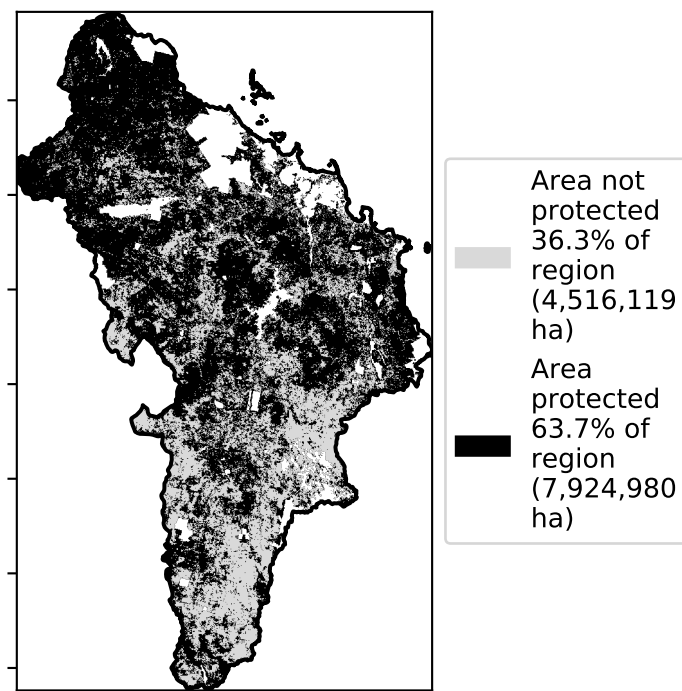 Area not
protected
36.3% of
region
(4,516,119
ha)
Area
protected
63.7% of
region
(7,924,980
ha)